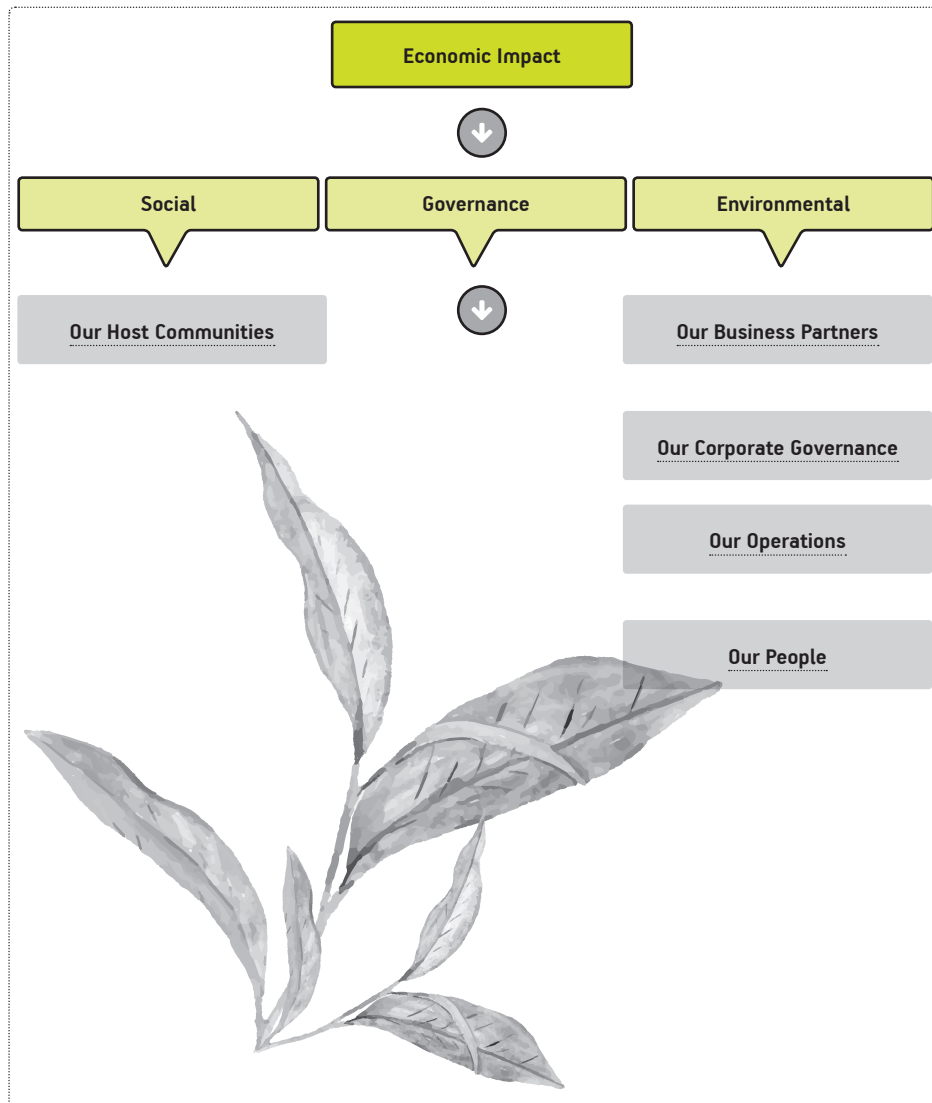 Economic Impact
Social
Governance
Environmental
Our Host Communities
Our Business Partners
Our Corporate Governance
Our Operations
Our People